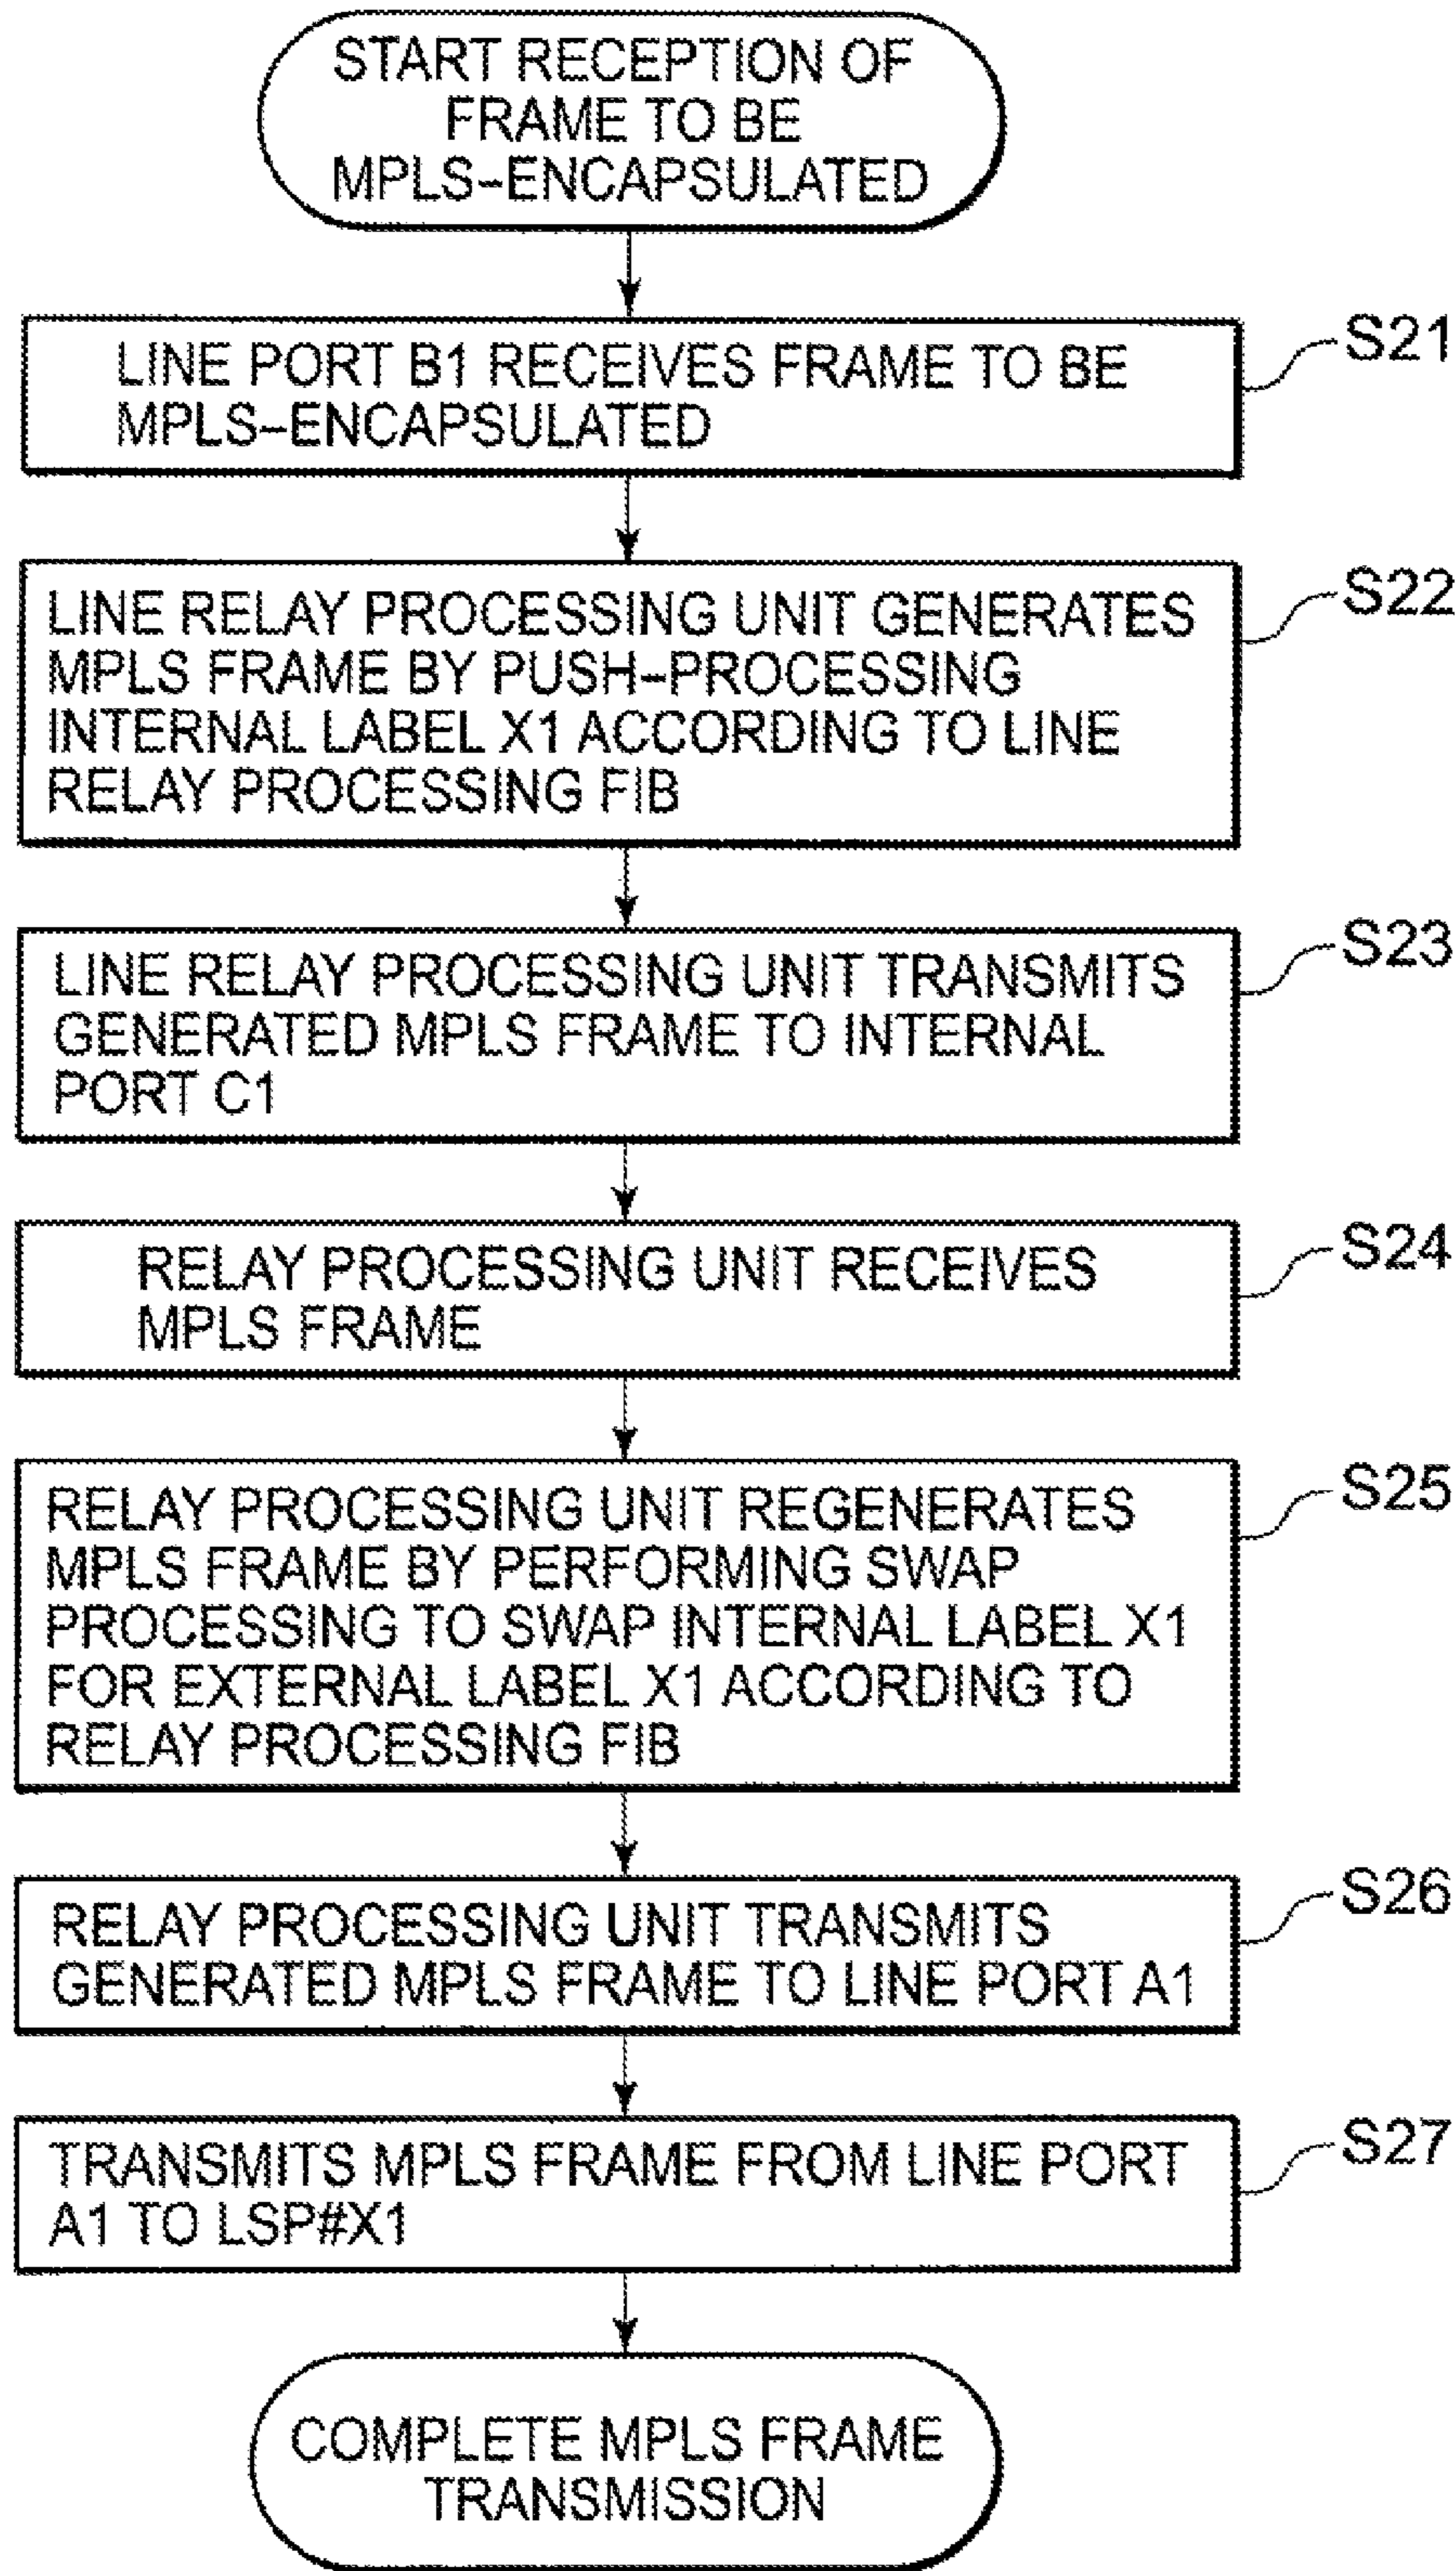 START RECEPTION OF
FRAME TO BE
MPLS-ENCAPSULATED
LINE PORT B1 RECEIVES FRAME TO BE
MPLS-ENCAPSULATED
S21
LINE RELAY PROCESSING UNIT GENERATES
MPLS FRAME BY PUSH-PROCESSING
INTERNAL LABEL X1 ACCORDING TO LINE
RELAY PROCESSING FIB
S22
LINE RELAY PROCESSING UNIT TRANSMITS
GENERATED MPLS FRAME TO INTERNAL
PORT C1
S23
RELAY PROCESSING UNIT RECEIVES
MPLS FRAME
S24
RELAY PROCESSING UNIT REGENERATES
MPLS FRAME BY PERFORMING SWAP
PROCESSING TO SWAP INTERNAL LABEL X1
FOR EXTERNAL LABEL X1 ACCORDING TO
RELAY PROCESSING FIB
S25
RELAY PROCESSING UNIT TRANSMITS
GENERATED MPLS FRAME TO LINE PORT A1
S26
TRANSMITS MPLS FRAME FROM LINE PORT
A1 TO LSP#X1
S27
COMPLETE MPLS FRAME
TRANSMISSION